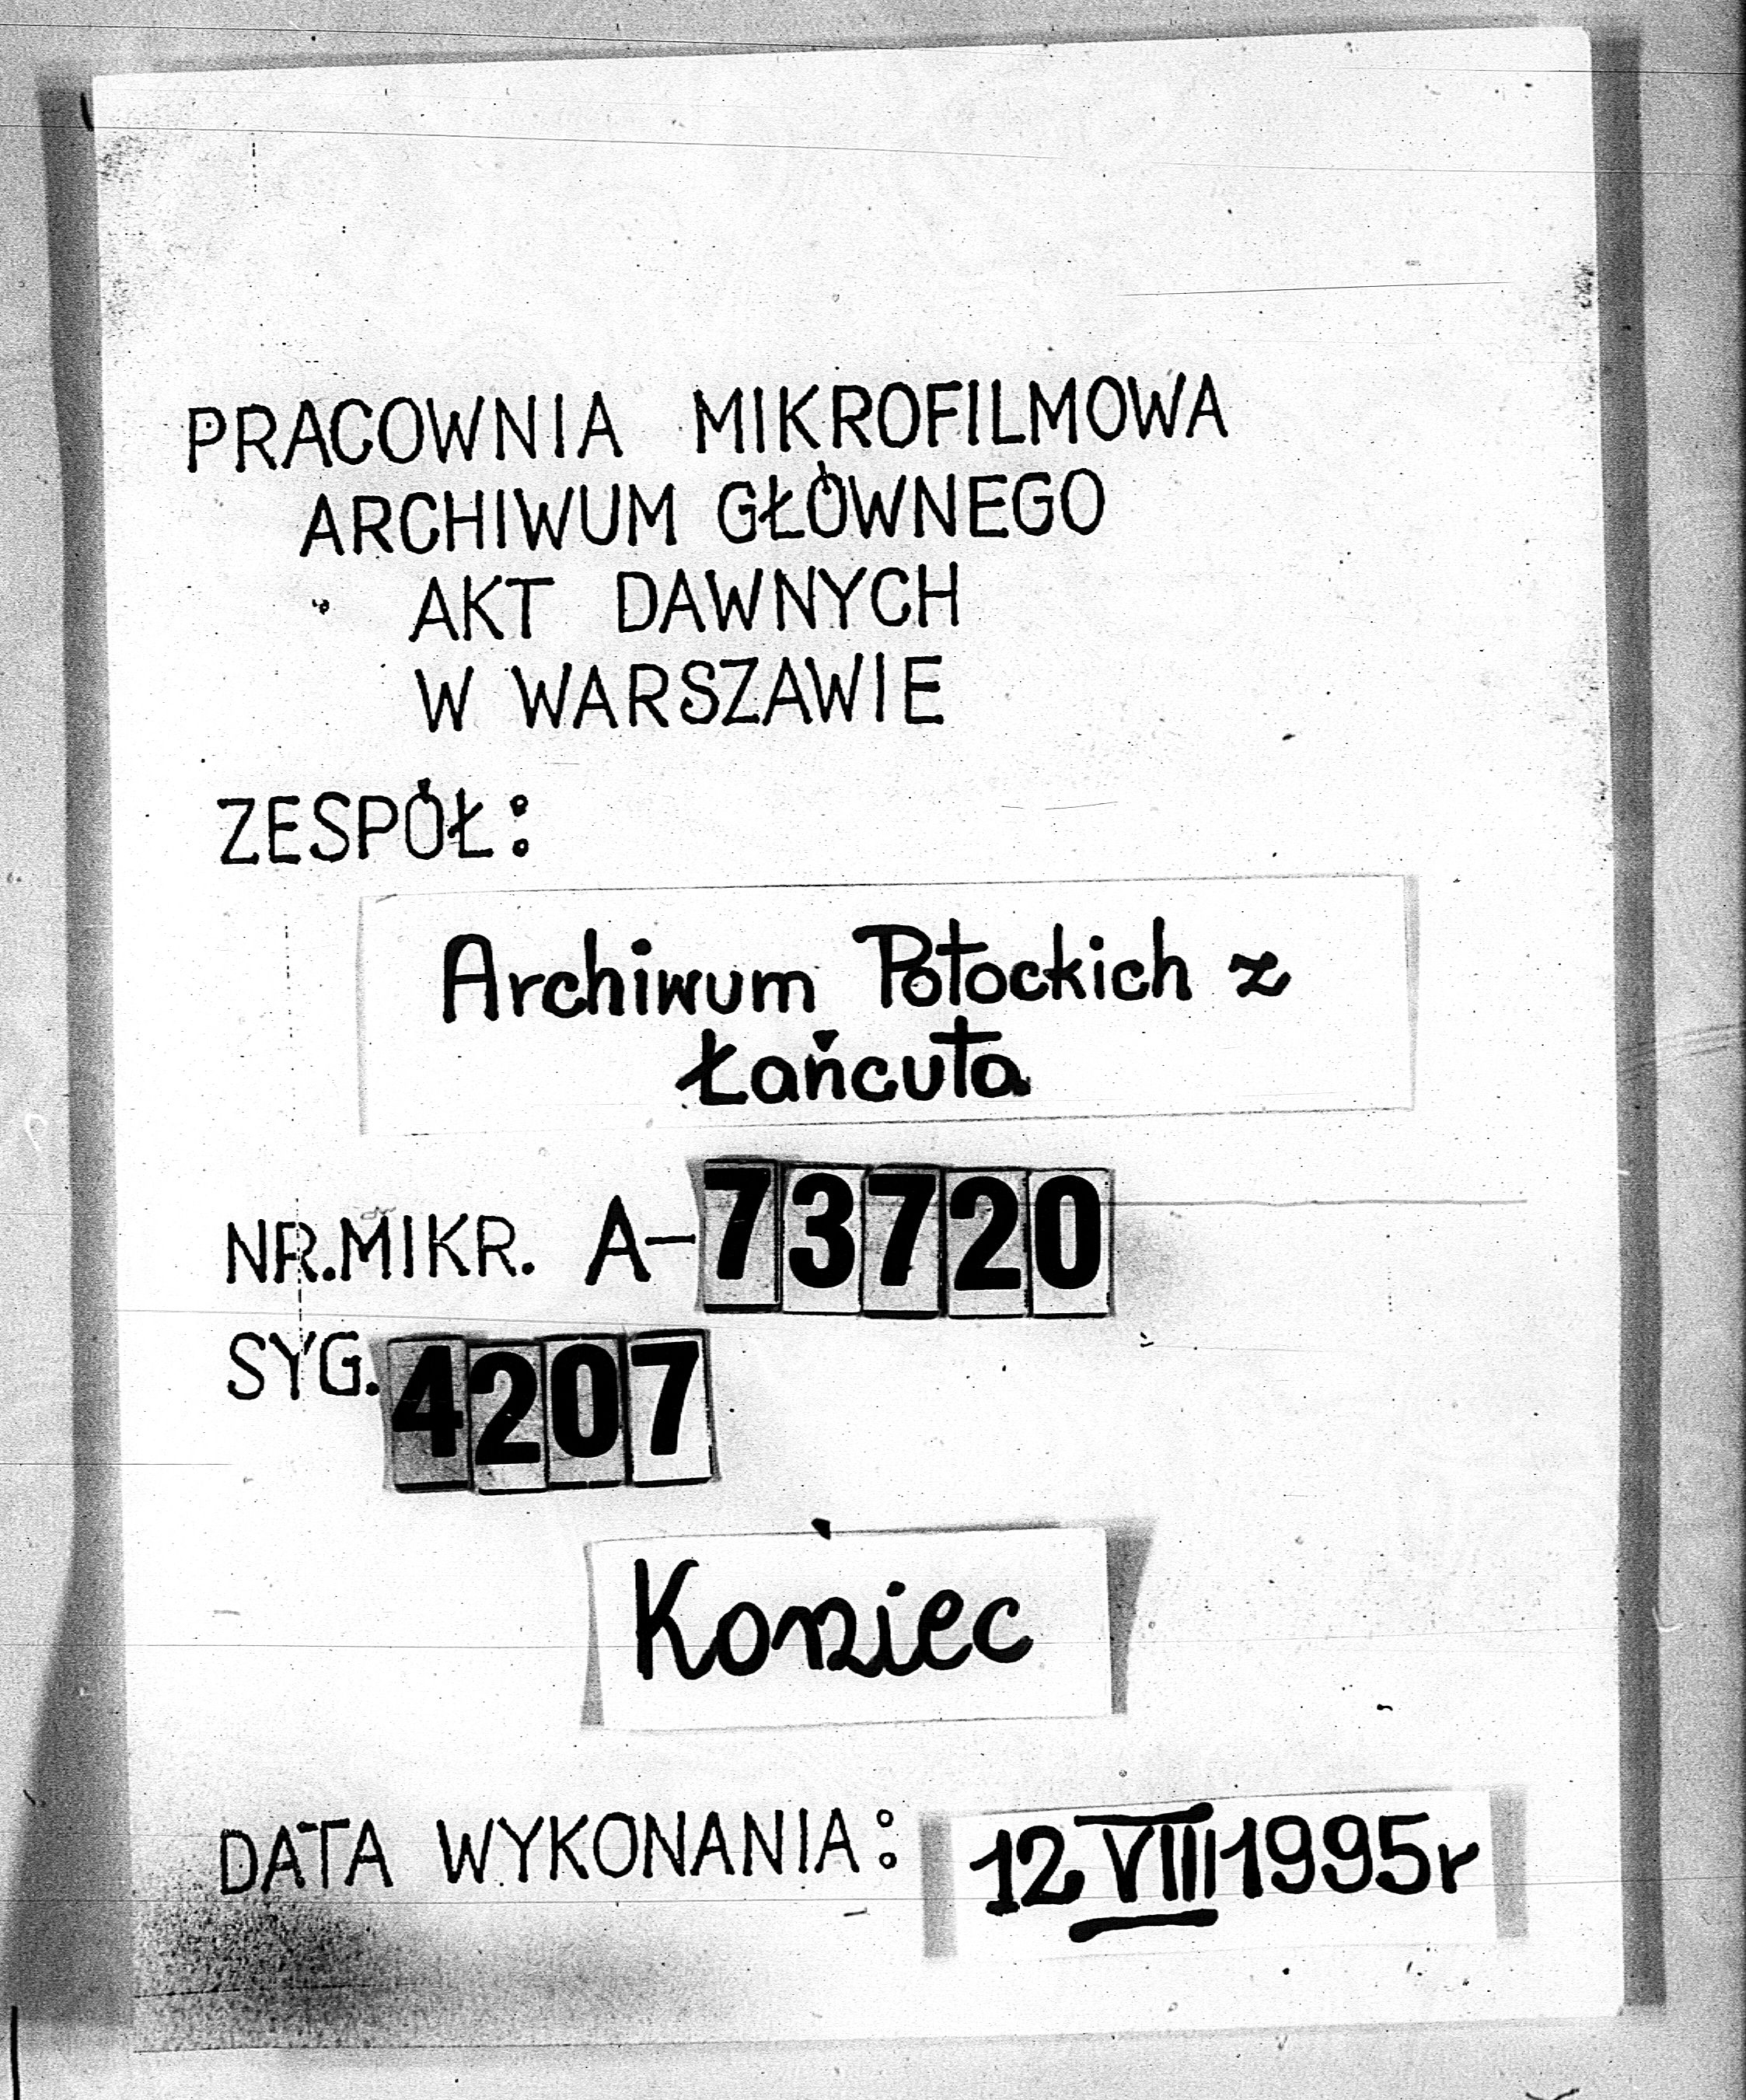 PRACOWNIA MIKROFILMOWA
ARCHIWUM GŁÓWNEGO
AKT DAWNYCH
W WARSZAWIE
ZESPÓŁ:
Archiwum Potockich z
Łańcuta
NR.MIKR. A-73720
SYG. 4207
Koniec
DATA WYKONANIA: 12 VIII 1995r